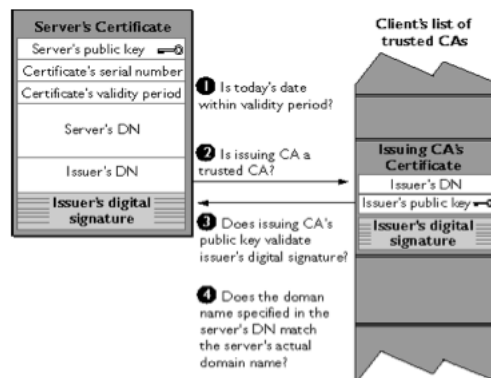 Server's Certificate
Server's public key
Certificate's serial number
Certificate's validity period
Server's DN
Issuer's DN
Issuer's digital
signature
1 Is today's date
within validity period?
2 Is issuing CA a
trusted CA?
3 Does issuing CA's
public key validate
issuer's digital signature?
4 Does the doman
name specified in the
server's DN match
the server's actual
domain name?
Client's list of
trusted CAs
Issuing CA's
Certificate
Issuer's DN
Issuer's public key
Issuer's digital
signature